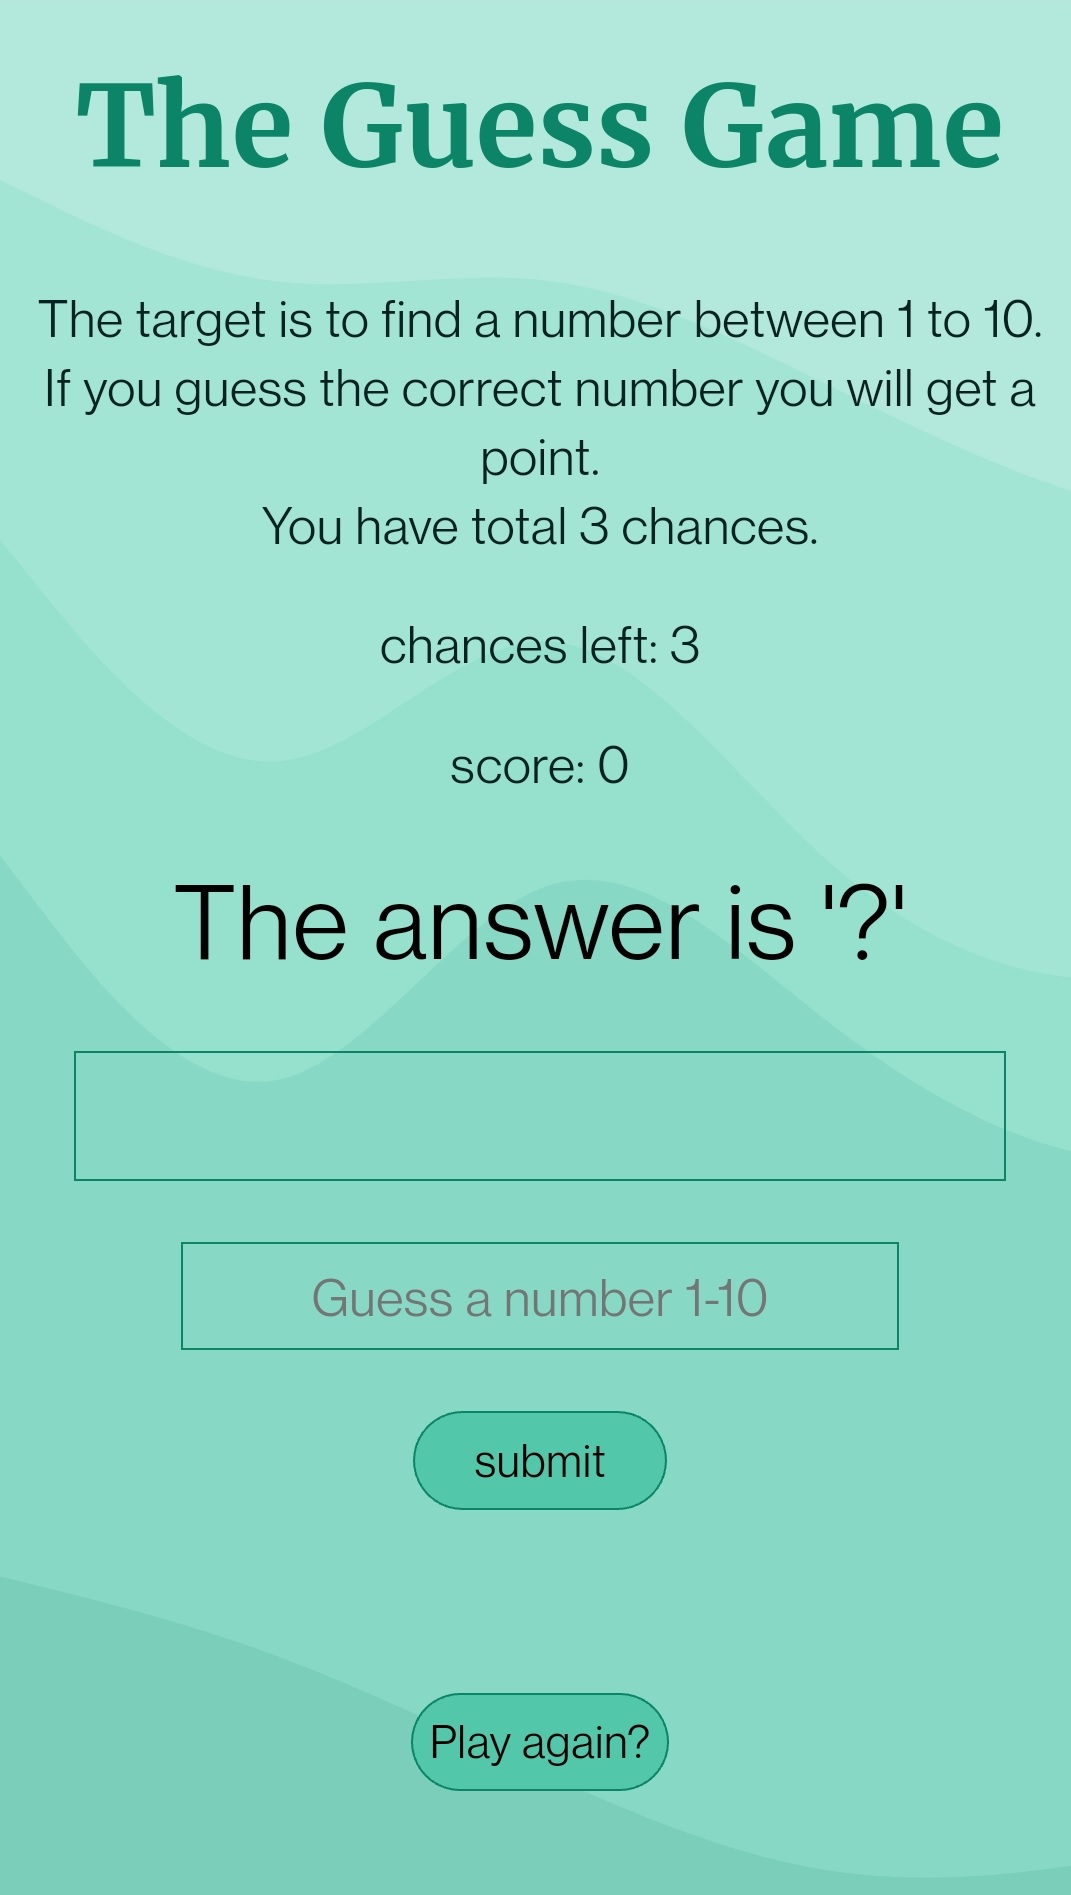 The Guess Game
The target is to find a number between 1 to 10.
If you guess the correct number you will get a
point.
You have total 3 chances.
chances left: 3
score: 0
The answer is '?'
Guess a number 1-10
submit
Play again?